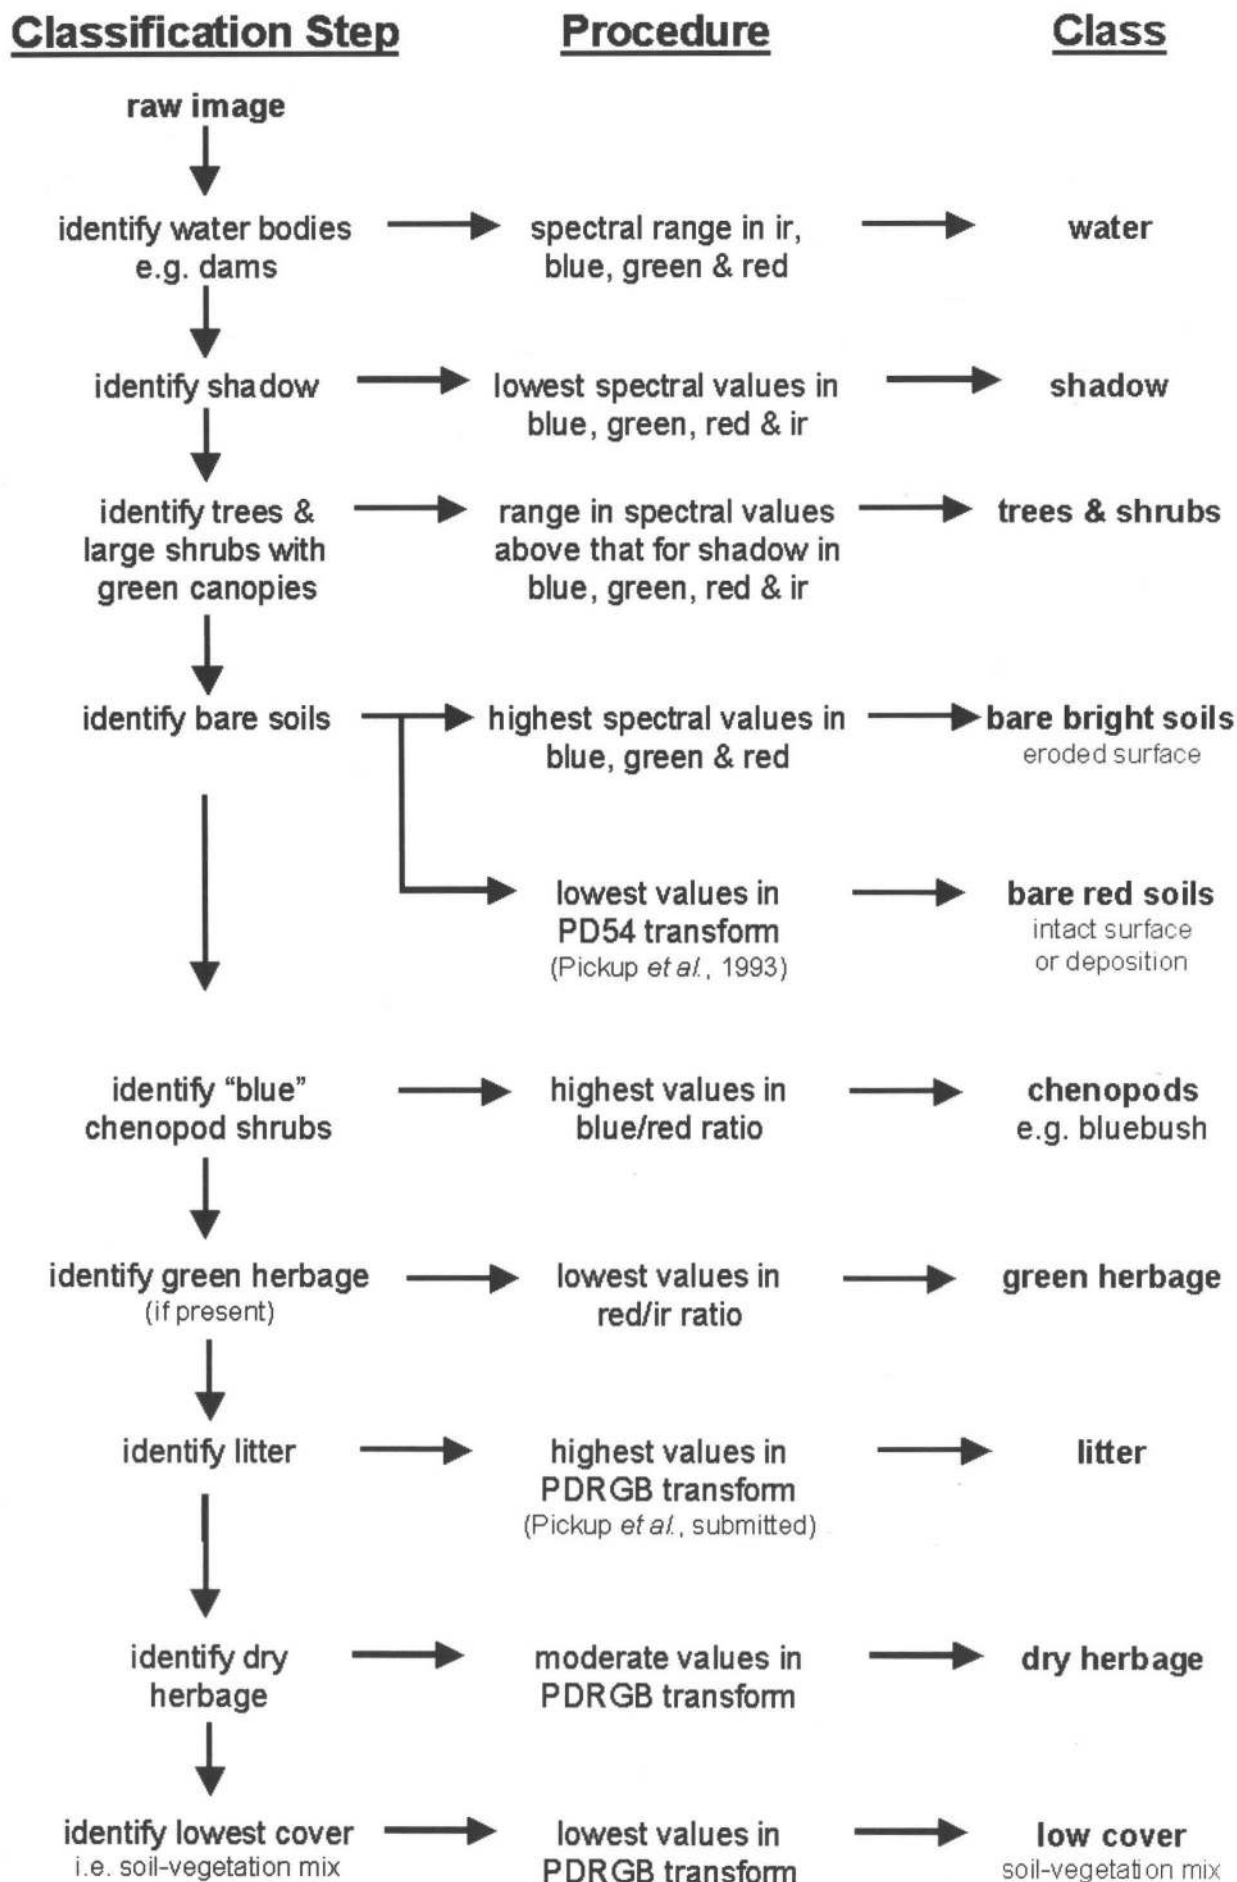 Classification Step
Procedure
Class
raw image
identify water bodies
e.g. dams
spectral range in ir,
blue, green & red
water
identify shadow
lowest spectral values in
blue, green, red & ir
shadow
identify trees &
large shrubs with
green canopies
range in spectral values
above that for shadow in
blue, green, red & ir
trees & shrubs
identify bare soils
highest spectral values in
blue, green & red
bare bright soils
eroded surface
lowest values in
PD54 transform
(Pickup et al., 1993)
bare red soils
intact surface
or deposition
identify “blue”
chenopod shrubs
highest values in
blue/red ratio
chenopods
e.g. bluebush
identify green herbage
(if present)
lowest values in
red/ir ratio
green herbage
identify litter
highest values in
PDRGB transform
(Pickup et al., submitted)
litter
identify dry
herbage
moderate values in
PDRGB transform
dry herbage
identify lowest cover
i.e. soil-vegetation mix
lowest values in
PDRGB transform
low cover
soil-vegetation mix